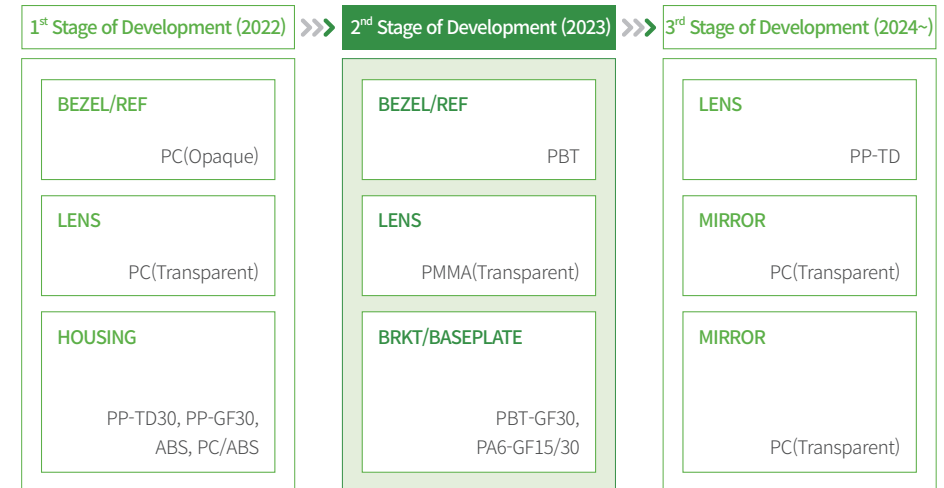 1st Stage of Development (2022)
2nd Stage of Development (2023)
3rd Stage of Development (2024~)
BEZEL/REF
PC(Opaque)
LENS
PC(Transparent)
HOUSING
PP-TD30, PP-GF30,
ABS, PC/ABS
BEZEL/REF
PBT
LENS
PMMA(Transparent)
BRKT/BASEPLATE
PBT-GF30,
PA6-GF15/30
LENS
PP-TD
MIRROR
PC(Transparent)
MIRROR
PC(Transparent)